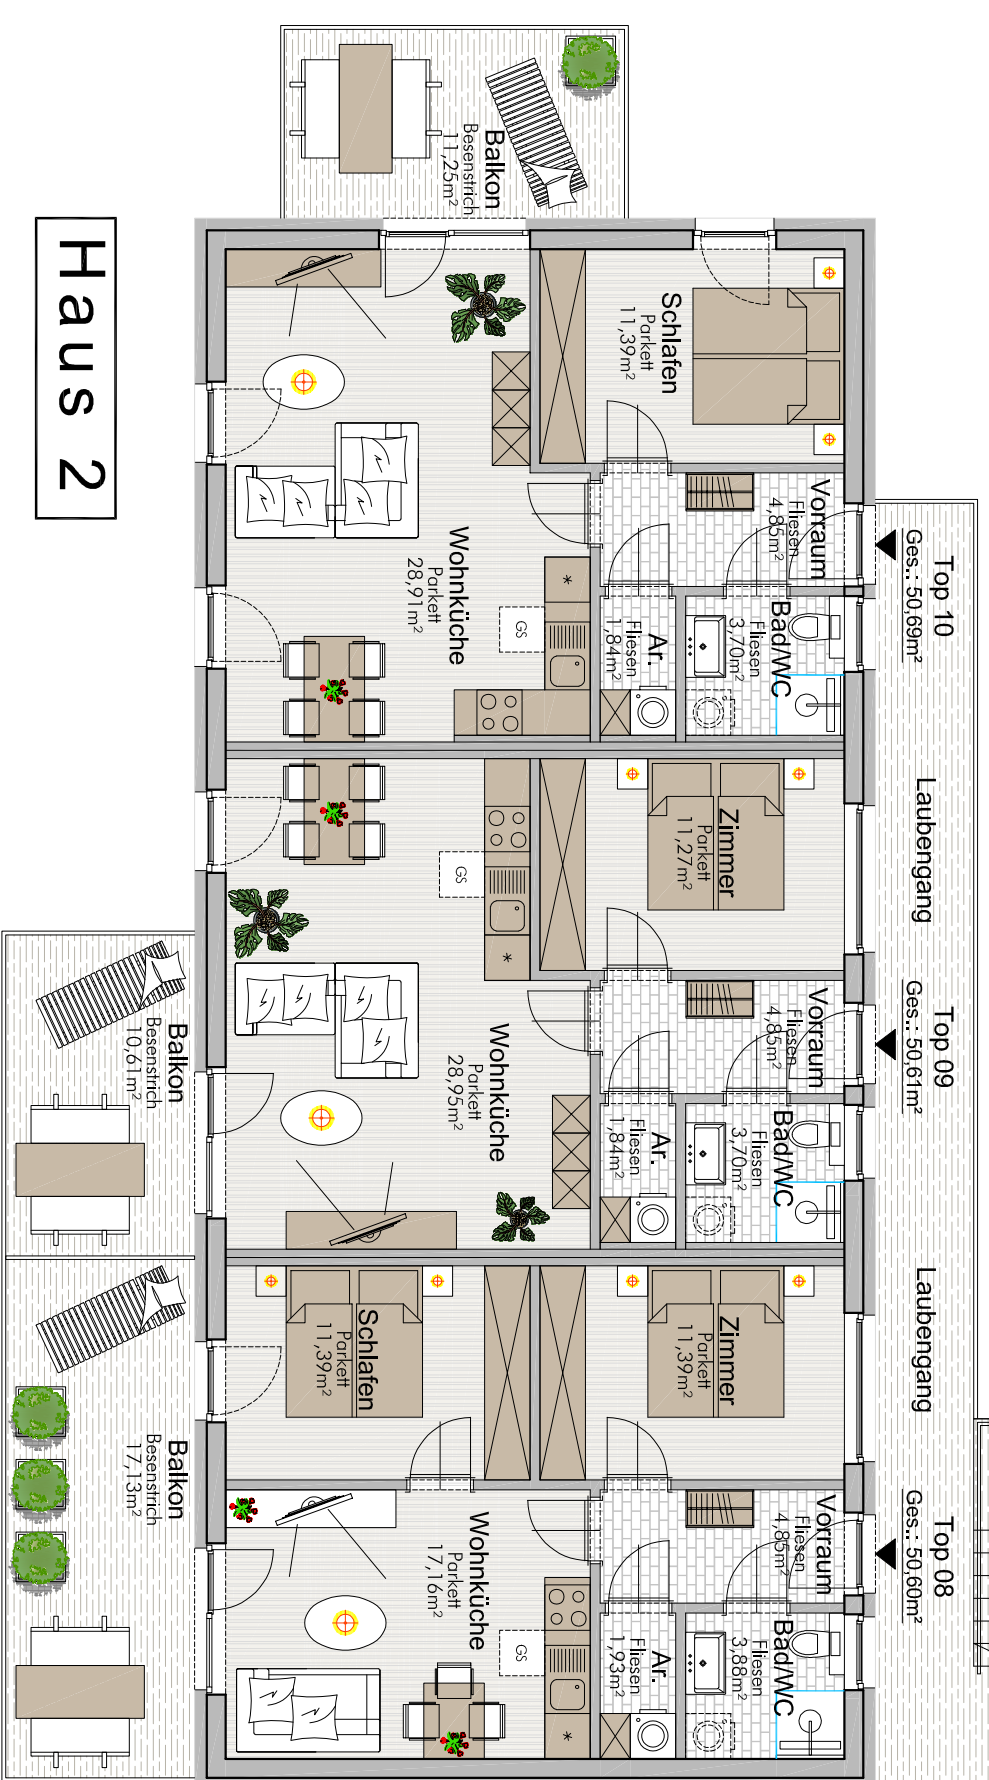 Haus 2
Balkon
Besenstrich
11,25m²
Schlafen
Parkett
11,39m²
Wohnküche
Parkett
28,91m²
Vorraum
Fliesen
4,85m²
Bad/WC
Fliesen
3,70m²
Ar.
Fliesen
1,84m²
GS
*
Top 10
Ges.: 50,69m²
Laubengang
Zimmer
Parkett
11,27m²
GS
*
Wohnküche
Parkett
28,95m²
Vorraum
Fliesen
4,85m²
Bad/WC
Fliesen
3,70m²
Ar.
Fliesen
1,84m²
Top 09
Ges.: 50,61m²
Balkon
Besenstrich
10,61m²
Laubengang
Zimmer
Parkett
11,39m²
Schlafen
Parkett
11,39m²
Balkon
Besenstrich
17,13m²
Wohnküche
Parkett
17,16m²
GS
*
Vorraum
Fliesen
4,85m²
Bad/WC
Fliesen
3,88m²
Ar.
Fliesen
1,93m²
Top 08
Ges.: 50,60m²